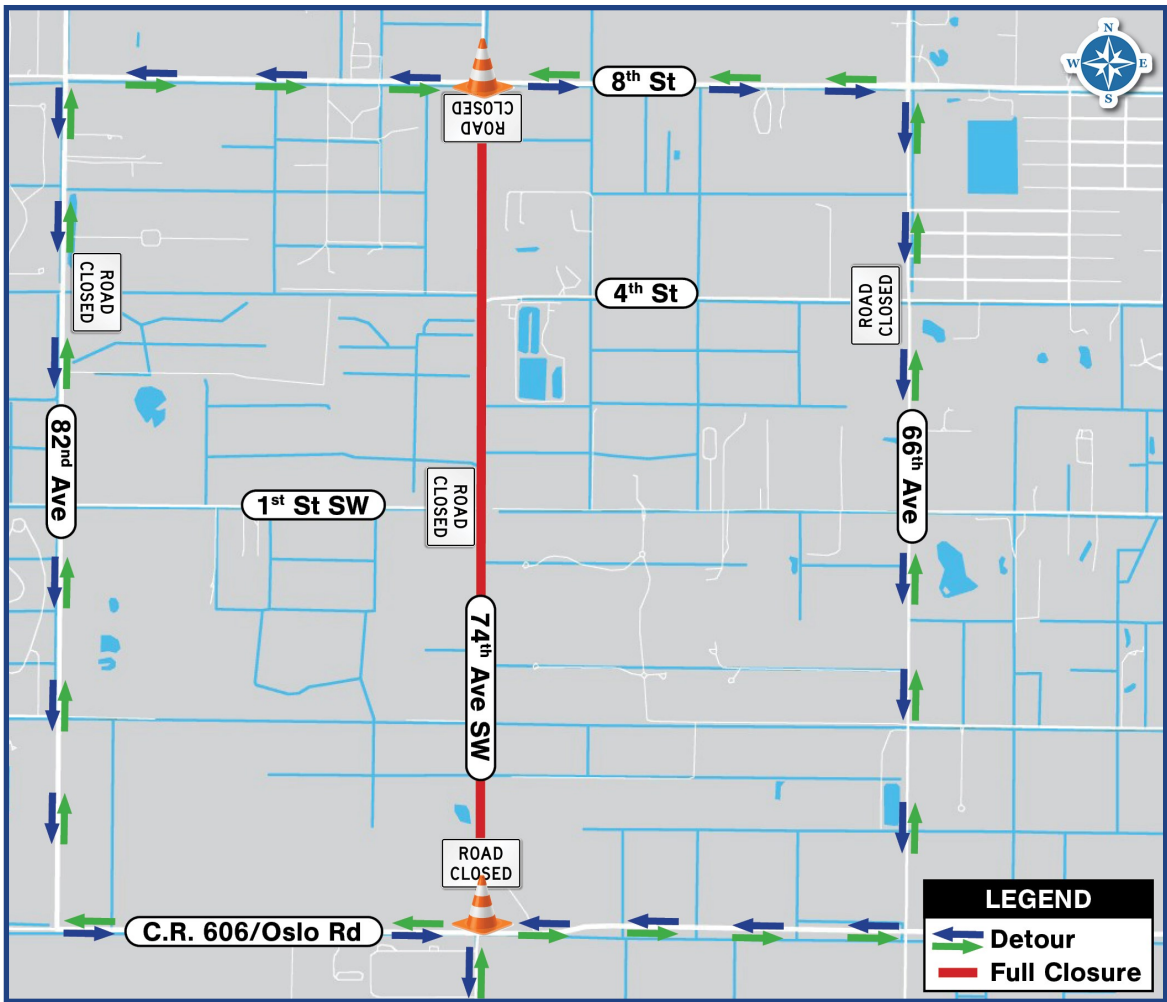 N
W E
S
8th St
ROAD
CLOSED
4th St
ROAD
CLOSED
ROAD
CLOSED
82nd Ave
1st St SW
ROAD
CLOSED
66th Ave
74th Ave SW
ROAD
CLOSED
C.R. 606/Oslo Rd
LEGEND
Detour
Full Closure